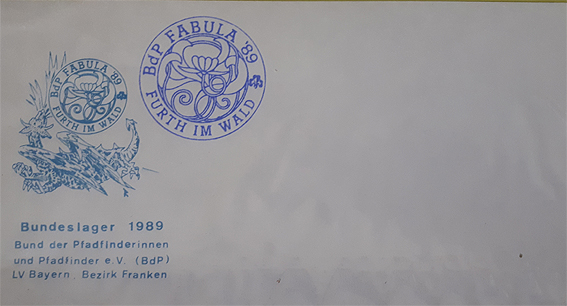 BdP FABULA '89
FURTH IM WALD
BdP FABULA '89
FURTH IM WALD
Bundeslager 1989
Bund der Pfadfinderinnen
und Pfadfinder e.V. (BdP)
LV Bayern, Bezirk Franken